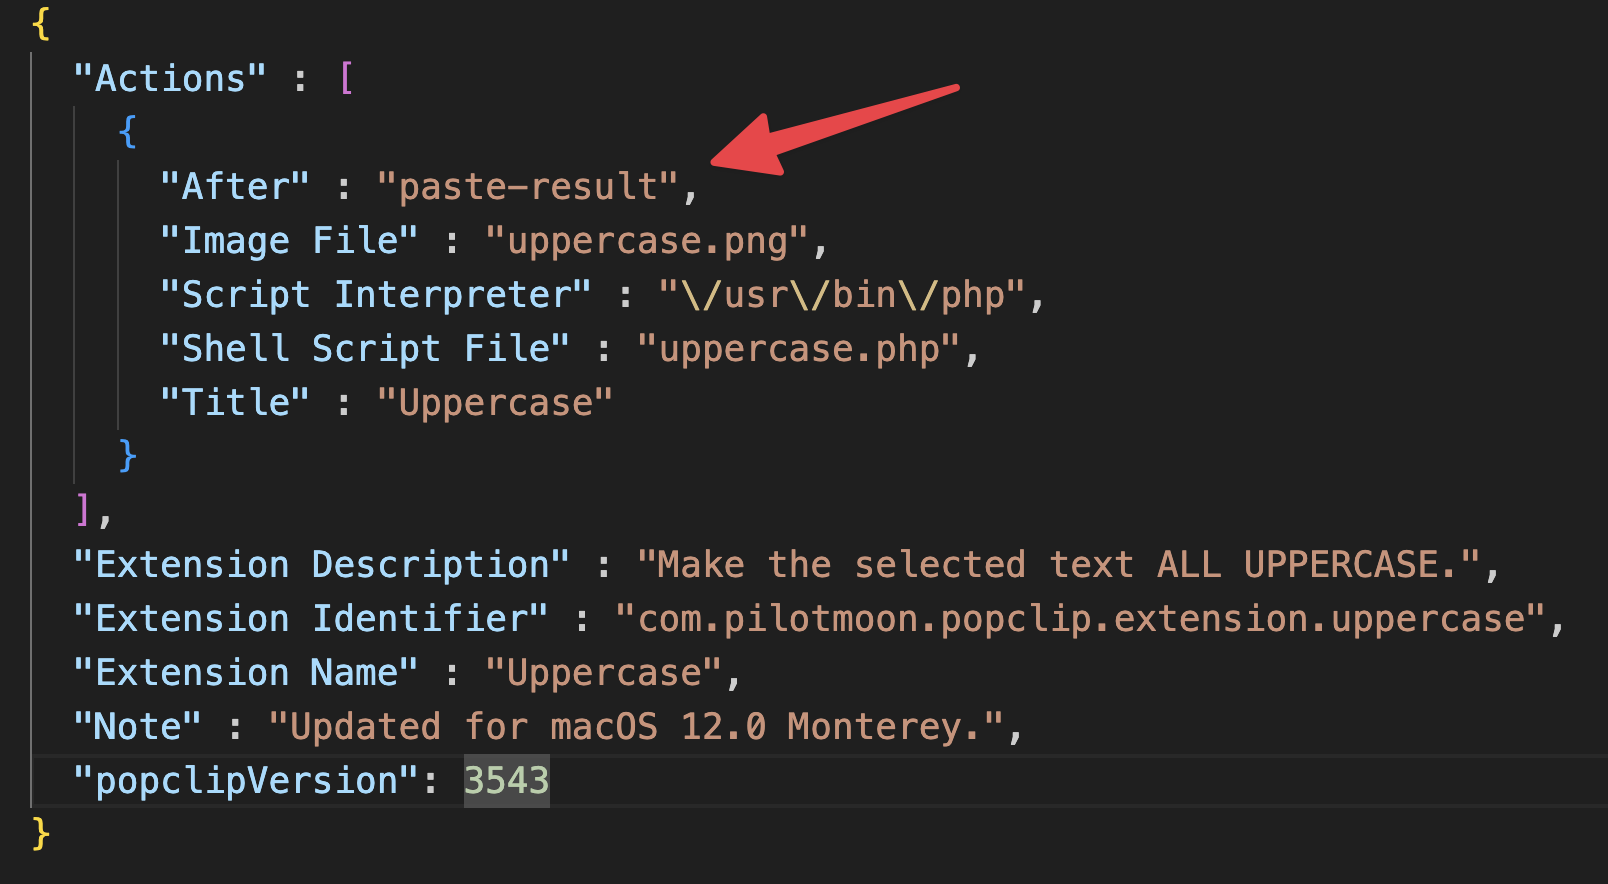 {
"Actions" : [
{
"After" : "paste-result",
"Image File" : "uppercase.png",
"Script Interpreter" : "\/usr\/bin\/php",
"Shell Script File" : "uppercase.php",
"Title" : "Uppercase"
}
],
"Extension Description" : "Make the selected text ALL UPPERCASE.",
"Extension Identifier" : "com.pilotmoon.popclip.extension.uppercase",
"Extension Name" : "Uppercase",
"Note" : "Updated for macOS 12.0 Monterey.",
"popclipVersion": 3543
}